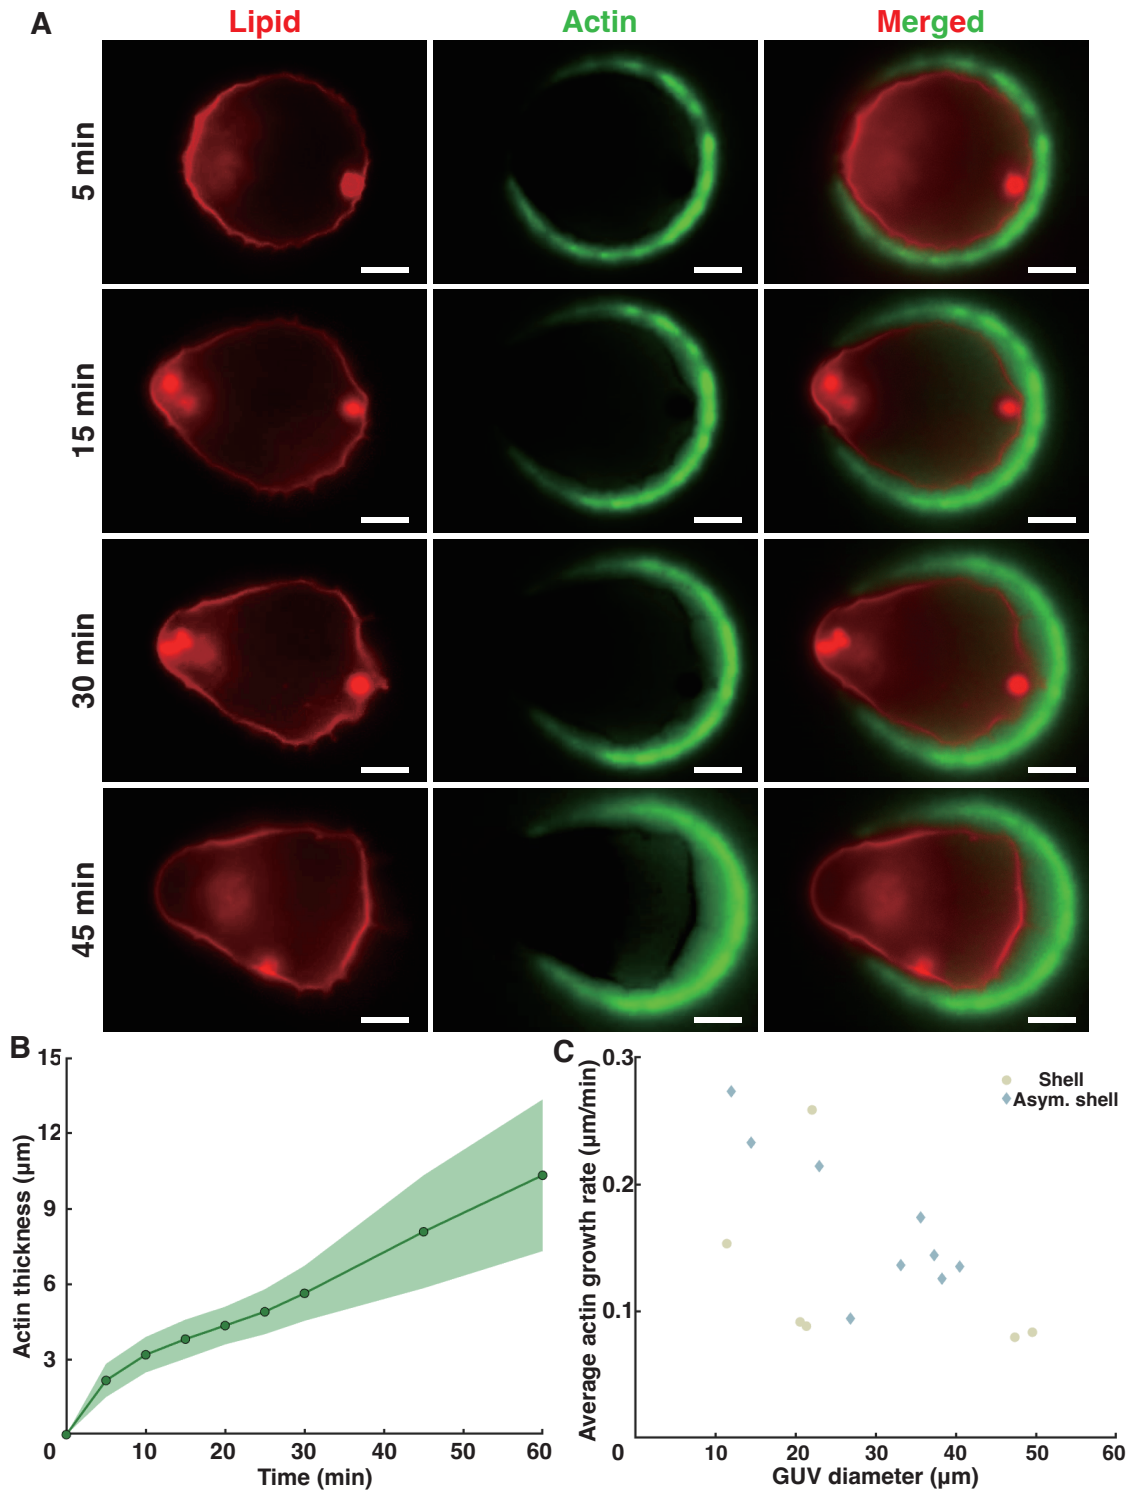 A
Lipid
Actin
Merged
5 min
15 min
30 min
45 min
B
15
12
9
6
3
0
10
20
30
40
50
60
Actin thickness (µm)
Time (min)
C
0.3
0.2
0.1
0
10
20
30
40
50
60
Average actin growth rate (µm/min)
GUV diameter (µm)
Shell
Asym. shell